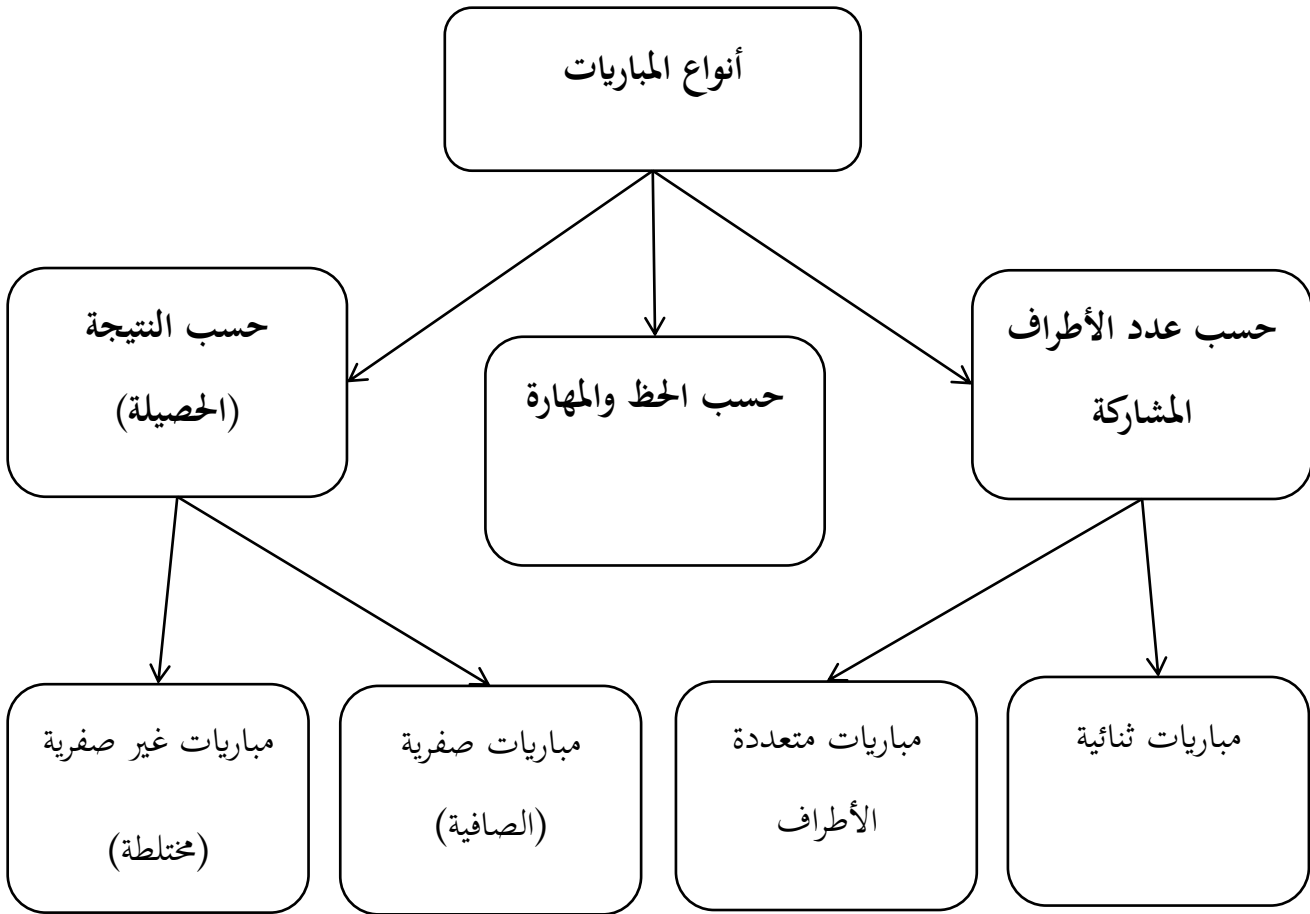 أنواع المباريات
حسب عدد الأطراف
المشاركة
حسب الحظ والمهارة
حسب النتيجة
(الحصيلة)
مباريات ثنائية
مباريات متعددة
الأطراف
مباريات صفرية
(الصافية)
مباريات غير صفرية
(مختلطة)